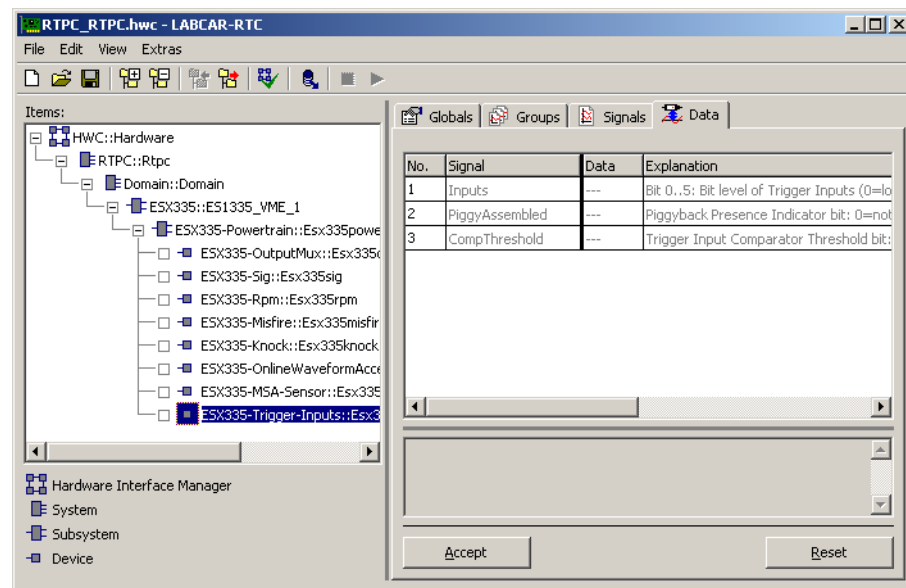 RTPC_RTPC.hwc - LABCAR-RTC
File Edit View Extras
Items:
HWC::Hardware
RTPC::Rtpc
Domain::Domain
ESX335::ES1335_VME_1
ESX335-Powertrain::Esx335powe
ESX335-OutputMux::Esx335o
ESX335-Sig::Esx335sig
ESX335-Rpm::Esx335rpm
ESX335-Misfire::Esx335misfir
ESX335-Knock::Esx335knock
ESX335-OnlineWaveformAcce
ESX335-MSA-Sensor::Esx335
ESX335-Trigger-Inputs::Esx3
Hardware Interface Manager
System
Subsystem
Device
Globals Groups Signals Data
No. Signal Data Explanation
1 Inputs --- Bit 0..5: Bit level of Trigger Inputs (0=lo
2 PiggyAssembled --- Piggyback Presence Indicator bit: 0=not
3 CompThreshold --- Trigger Input Comparator Threshold bit:
Accept Reset